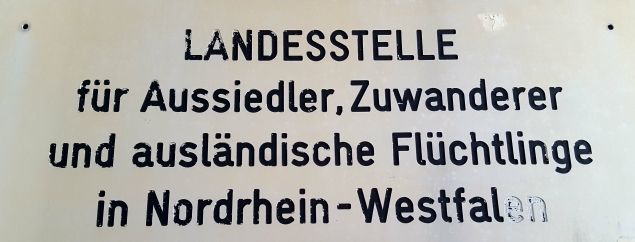 LANDESSTELLE
für Aussiedler, Zuwanderer
und ausländische Flüchtlinge
in Nordrhein-Westfalen